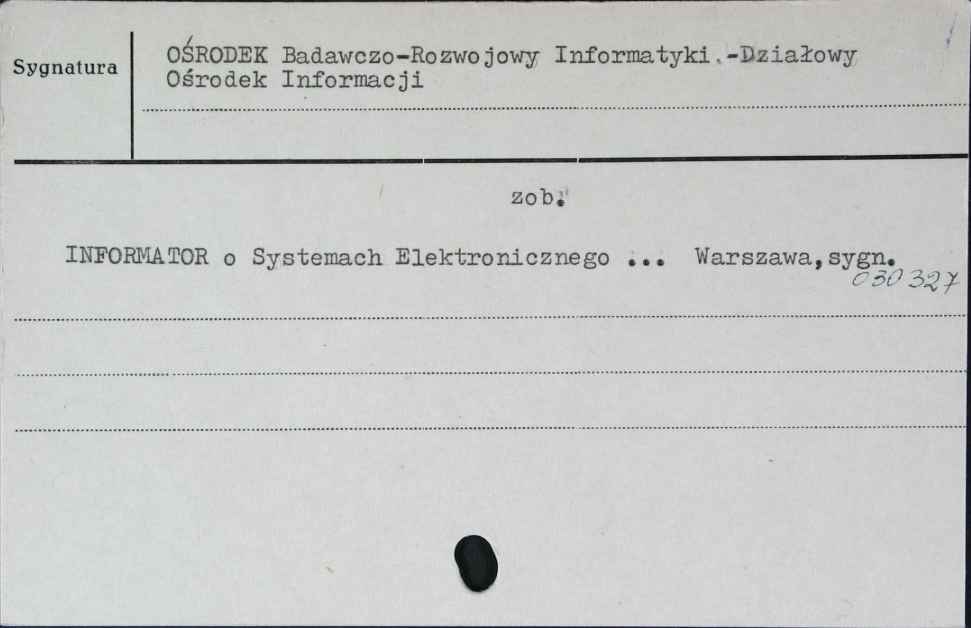 Sygnatura
OŚRODEK Badawczo-Rozwojowy Informatyki.-Działowy
Ośrodek Informacji
zob.
INFORMATOR o Systemach Elektronicznego ... Warszawa,sygn.
030327